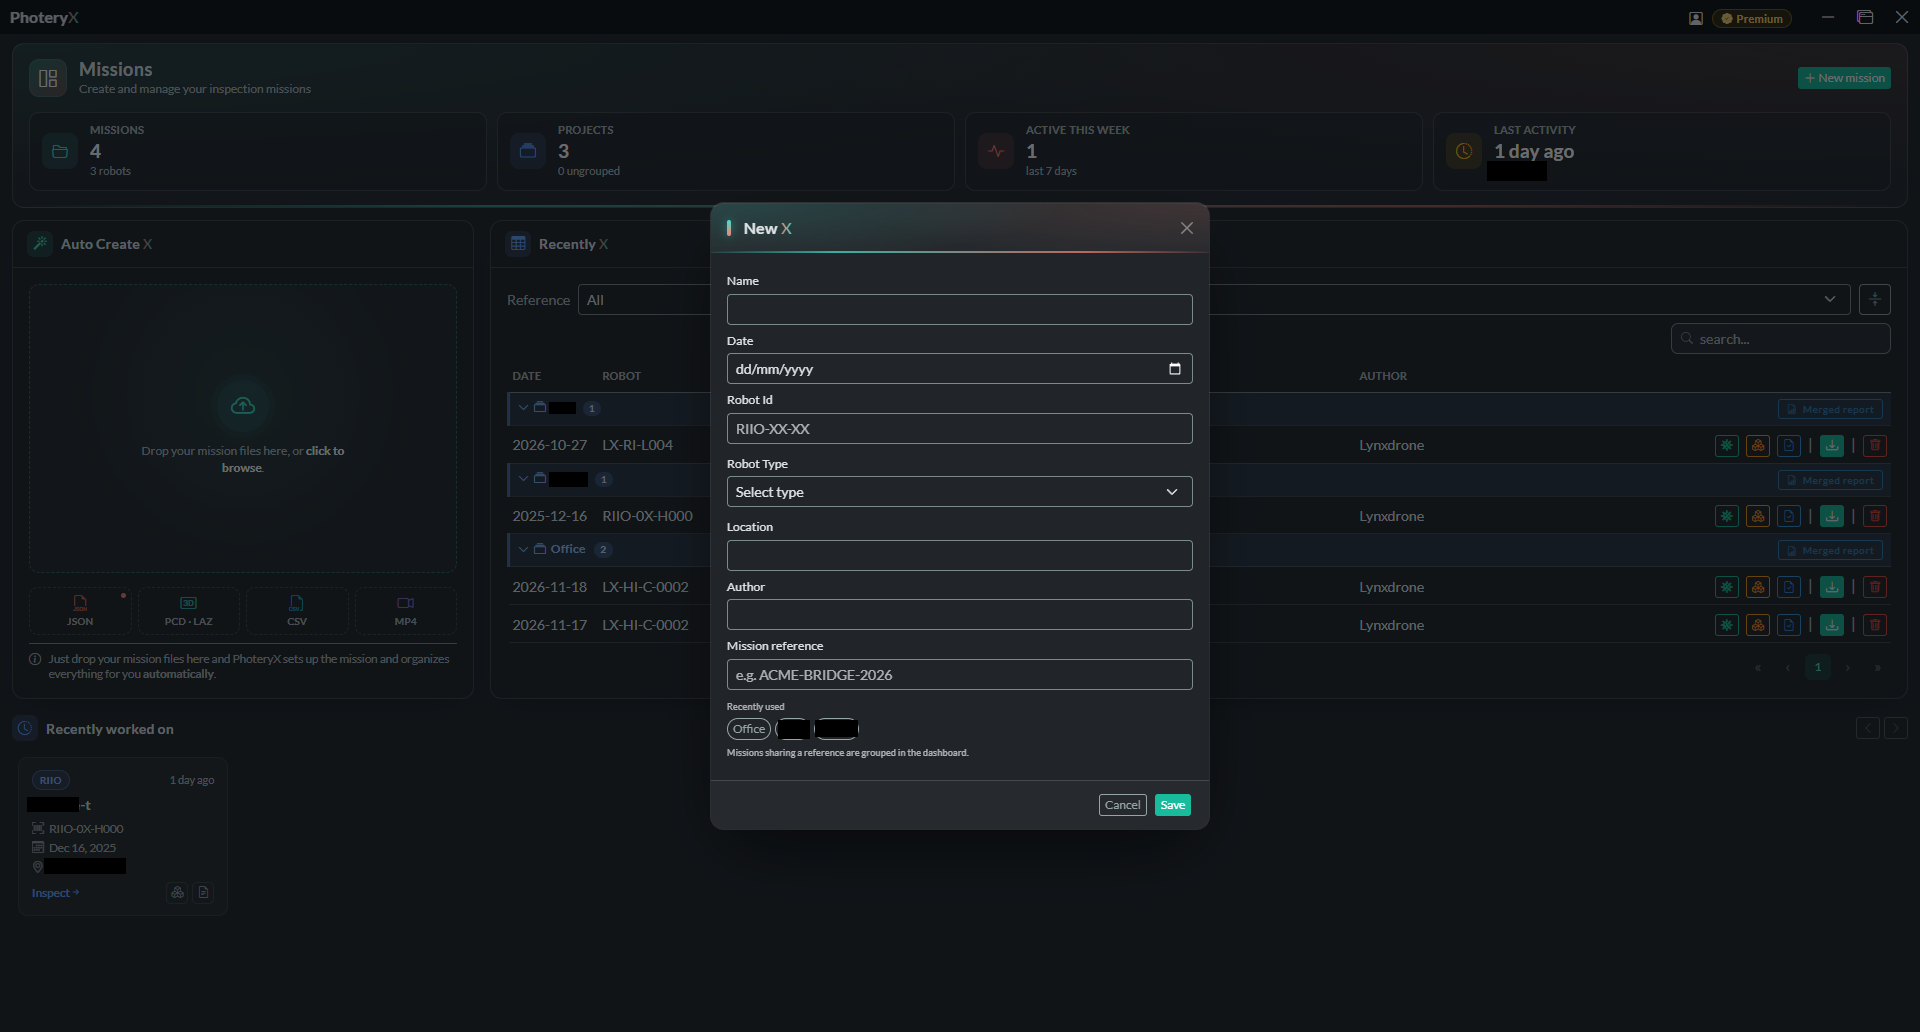 PhoteryX
Premium
Missions
Create and manage your inspection missions
+ New mission
MISSIONS
4
3 robots
PROJECTS
3
0 ungrouped
ACTIVE THIS WEEK
1
last 7 days
LAST ACTIVITY
1 day ago
Auto Create X
Drop your mission files here, or click to
browse.
JSON
JSON
3D
PCD · LAZ
CSV
CSV
MP4
Just drop your mission files here and PhoteryX sets up the mission and organizes
everything for you automatically.
Recently X
Reference All
search...
DATE ROBOT AUTHOR
1 Merged report
2026-10-27 LX-RI-L004 Lynxdrone
1 Merged report
2025-12-16 RIIO-0X-H000 Lynxdrone
Office 2 Merged report
2026-11-18 LX-HI-C-0002 Lynxdrone
2026-11-17 LX-HI-C-0002 Lynxdrone
« ‹ 1 › »
New X
Name
Date
dd/mm/yyyy
Robot Id
RIIO-XX-XX
Robot Type
Select type
Location
Author
Mission reference
e.g. ACME-BRIDGE-2026
Recently used
Office
Missions sharing a reference are grouped in the dashboard.
Cancel Save
Recently worked on
RIIO 1 day ago
-t
RIIO-0X-H000
Dec 16, 2025
Inspect